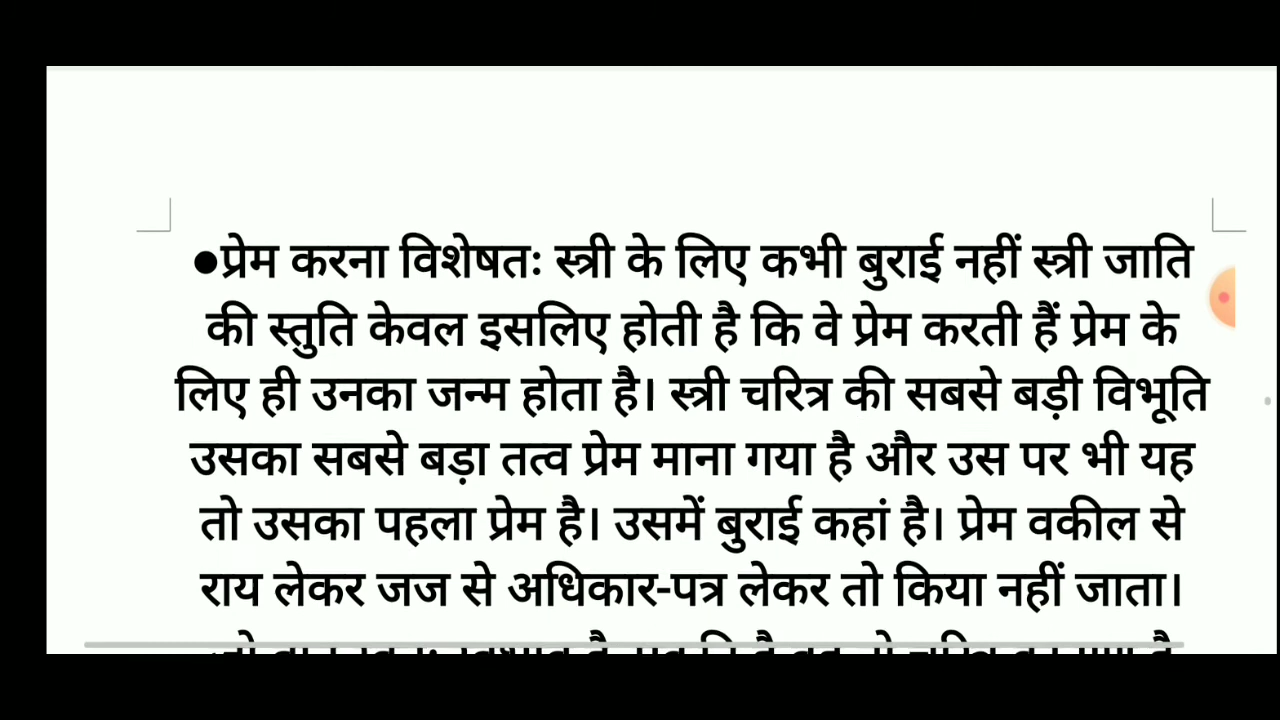 ●प्रेम करना विशेषतः स्त्री के लिए कभी बुराई नहीं स्त्री जाति
की स्तुति केवल इसलिए होती है कि वे प्रेम करती हैं प्रेम के
लिए ही उनका जन्म होता है। स्त्री चरित्र की सबसे बड़ी विभूति
उसका सबसे बड़ा तत्व प्रेम माना गया है और उस पर भी यह
तो उसका पहला प्रेम है। उसमें बुराई कहां है। प्रेम वकील से
राय लेकर जज से अधिकार-पत्र लेकर तो किया नहीं जाता।